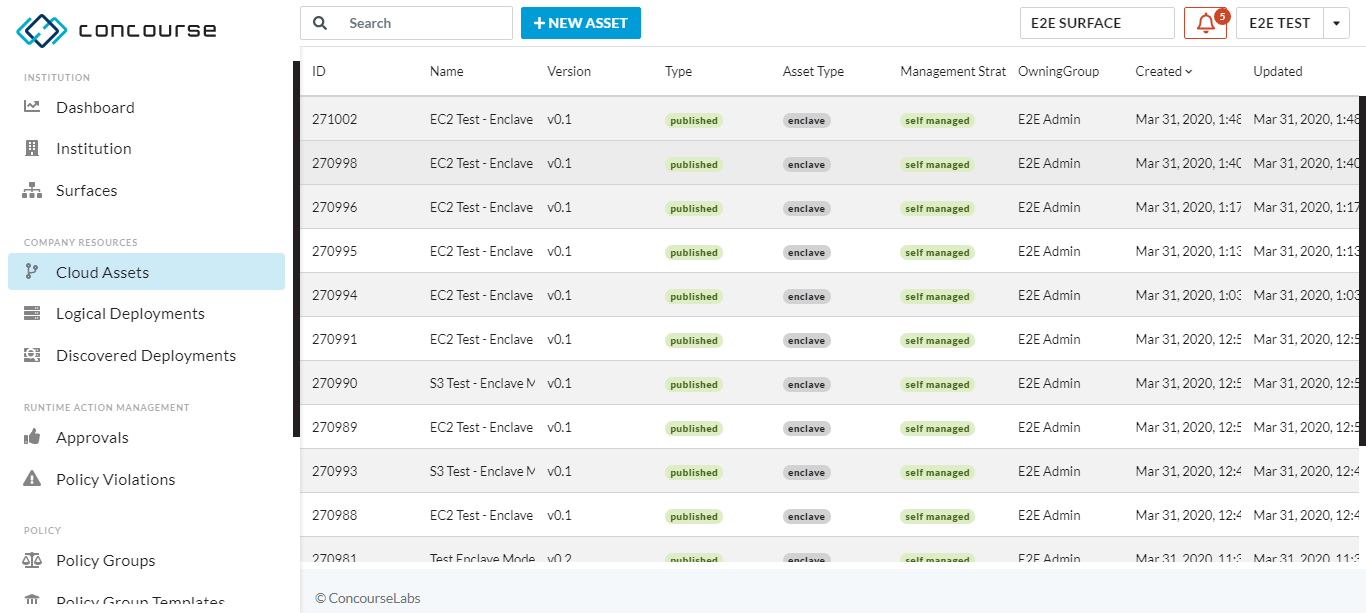 concourse
Search
NEW ASSET
E2E SURFACE
5
E2E TEST
INSTITUTION
Dashboard
Institution
Surfaces
COMPANY RESOURCES
Cloud Assets
Logical Deployments
Discovered Deployments
RUNTIME ACTION MANAGEMENT
Approvals
Policy Violations
POLICY
Policy Groups
Policy Group Templates
ID Name Version Type Asset Type Management Strat OwningGroup Created Updated
271002 EC2 Test - Enclave v0.1 published enclave self managed E2E Admin Mar 31, 2020, 1:48 Mar 31, 2020, 1:48
270998 EC2 Test - Enclave v0.1 published enclave self managed E2E Admin Mar 31, 2020, 1:40 Mar 31, 2020, 1:40
270996 EC2 Test - Enclave v0.1 published enclave self managed E2E Admin Mar 31, 2020, 1:17 Mar 31, 2020, 1:17
270995 EC2 Test - Enclave v0.1 published enclave self managed E2E Admin Mar 31, 2020, 1:13 Mar 31, 2020, 1:13
270994 EC2 Test - Enclave v0.1 published enclave self managed E2E Admin Mar 31, 2020, 1:03 Mar 31, 2020, 1:03
270991 EC2 Test - Enclave v0.1 published enclave self managed E2E Admin Mar 31, 2020, 12:5 Mar 31, 2020, 12:5
270990 S3 Test - Enclave M v0.1 published enclave self managed E2E Admin Mar 31, 2020, 12:5 Mar 31, 2020, 12:5
270989 EC2 Test - Enclave v0.1 published enclave self managed E2E Admin Mar 31, 2020, 12:5 Mar 31, 2020, 12:5
270993 S3 Test - Enclave M v0.1 published enclave self managed E2E Admin Mar 31, 2020, 12:4 Mar 31, 2020, 12:4
270988 EC2 Test - Enclave v0.1 published enclave self managed E2E Admin Mar 31, 2020, 12:4 Mar 31, 2020, 12:4
270981 Test Enclave Mode v0.2 published enclave self managed E2E Admin Mar 31, 2020, 11:3 Mar 31, 2020, 11:3
© ConcourseLabs